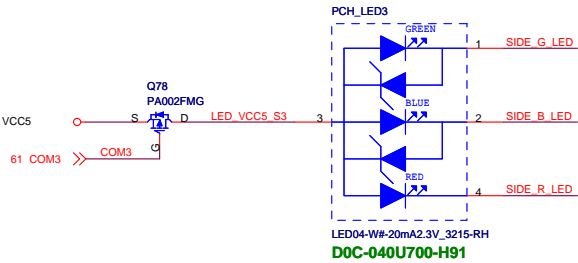 PCH_LED3
GREEN
1 SIDE_G_LED
Q78
PA002FMG
BLUE
VCC5 S D LED_VCC5_S3 3 2 SIDE_B_LED
G
61 COM3 COM3
RED
4 SIDE_R_LED
LED04-W#-20mA2.3V_3215-RH
D0C-040U700-H91